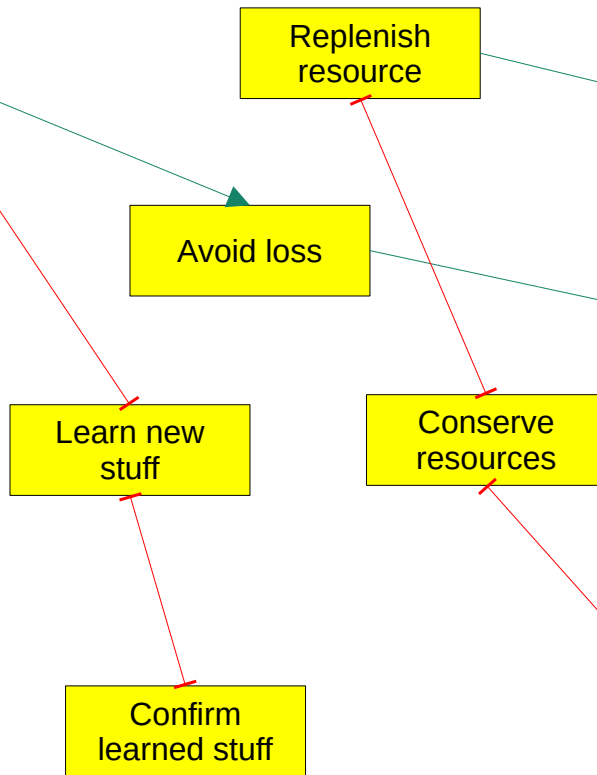 Replenish
resource
Avoid loss
Learn new
stuff
Conserve
resources
Confirm
learned stuff